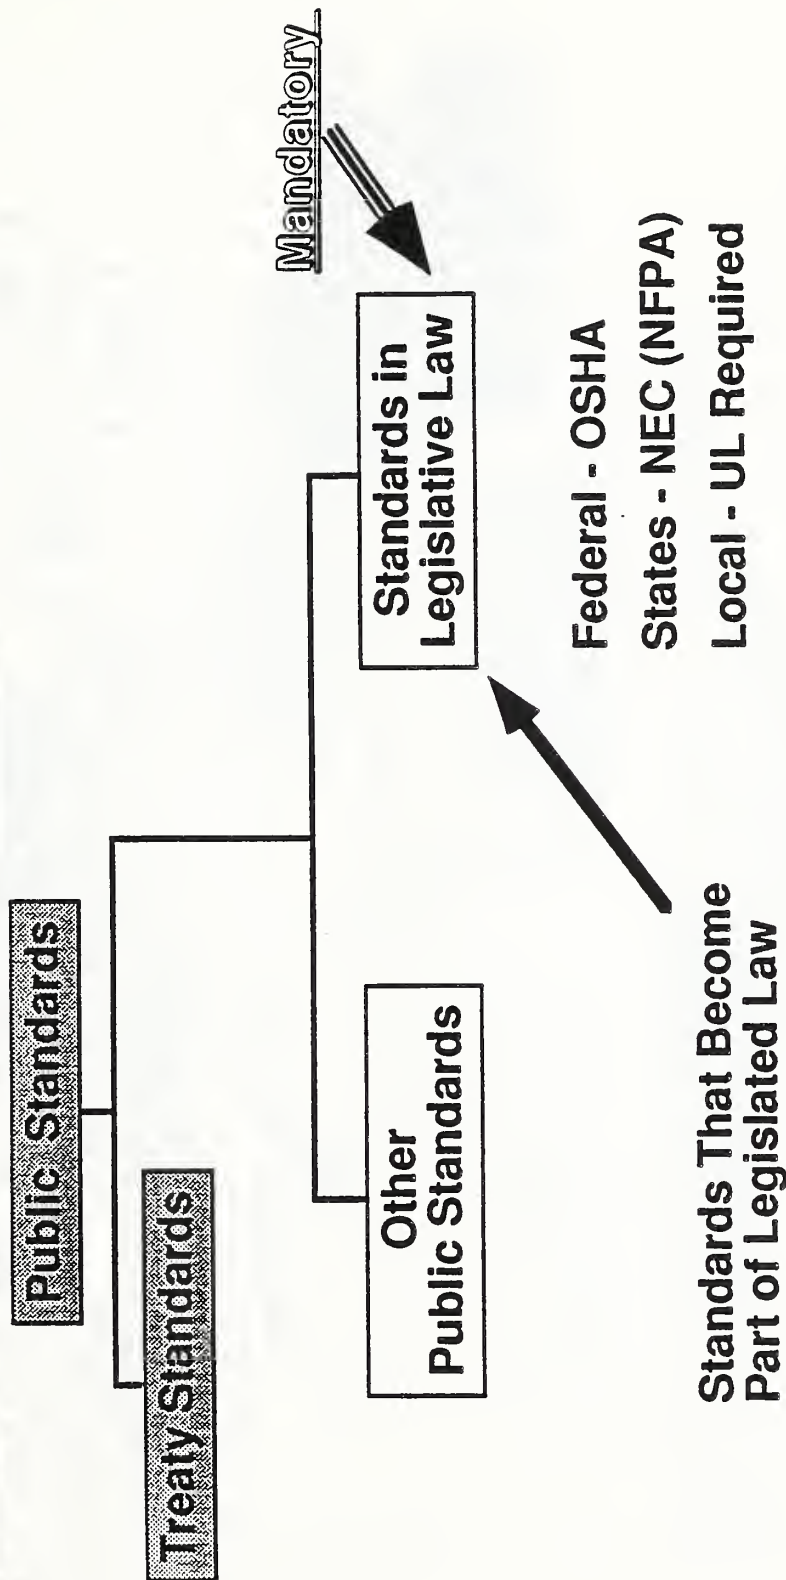 Public Standards
Treaty Standards
Mandatory
Other
Public Standards
Standards in
Legislative Law
Federal - OSHA
States - NEC (NFPA)
Local - UL Required
Standards That Become
Part of Legislated Law